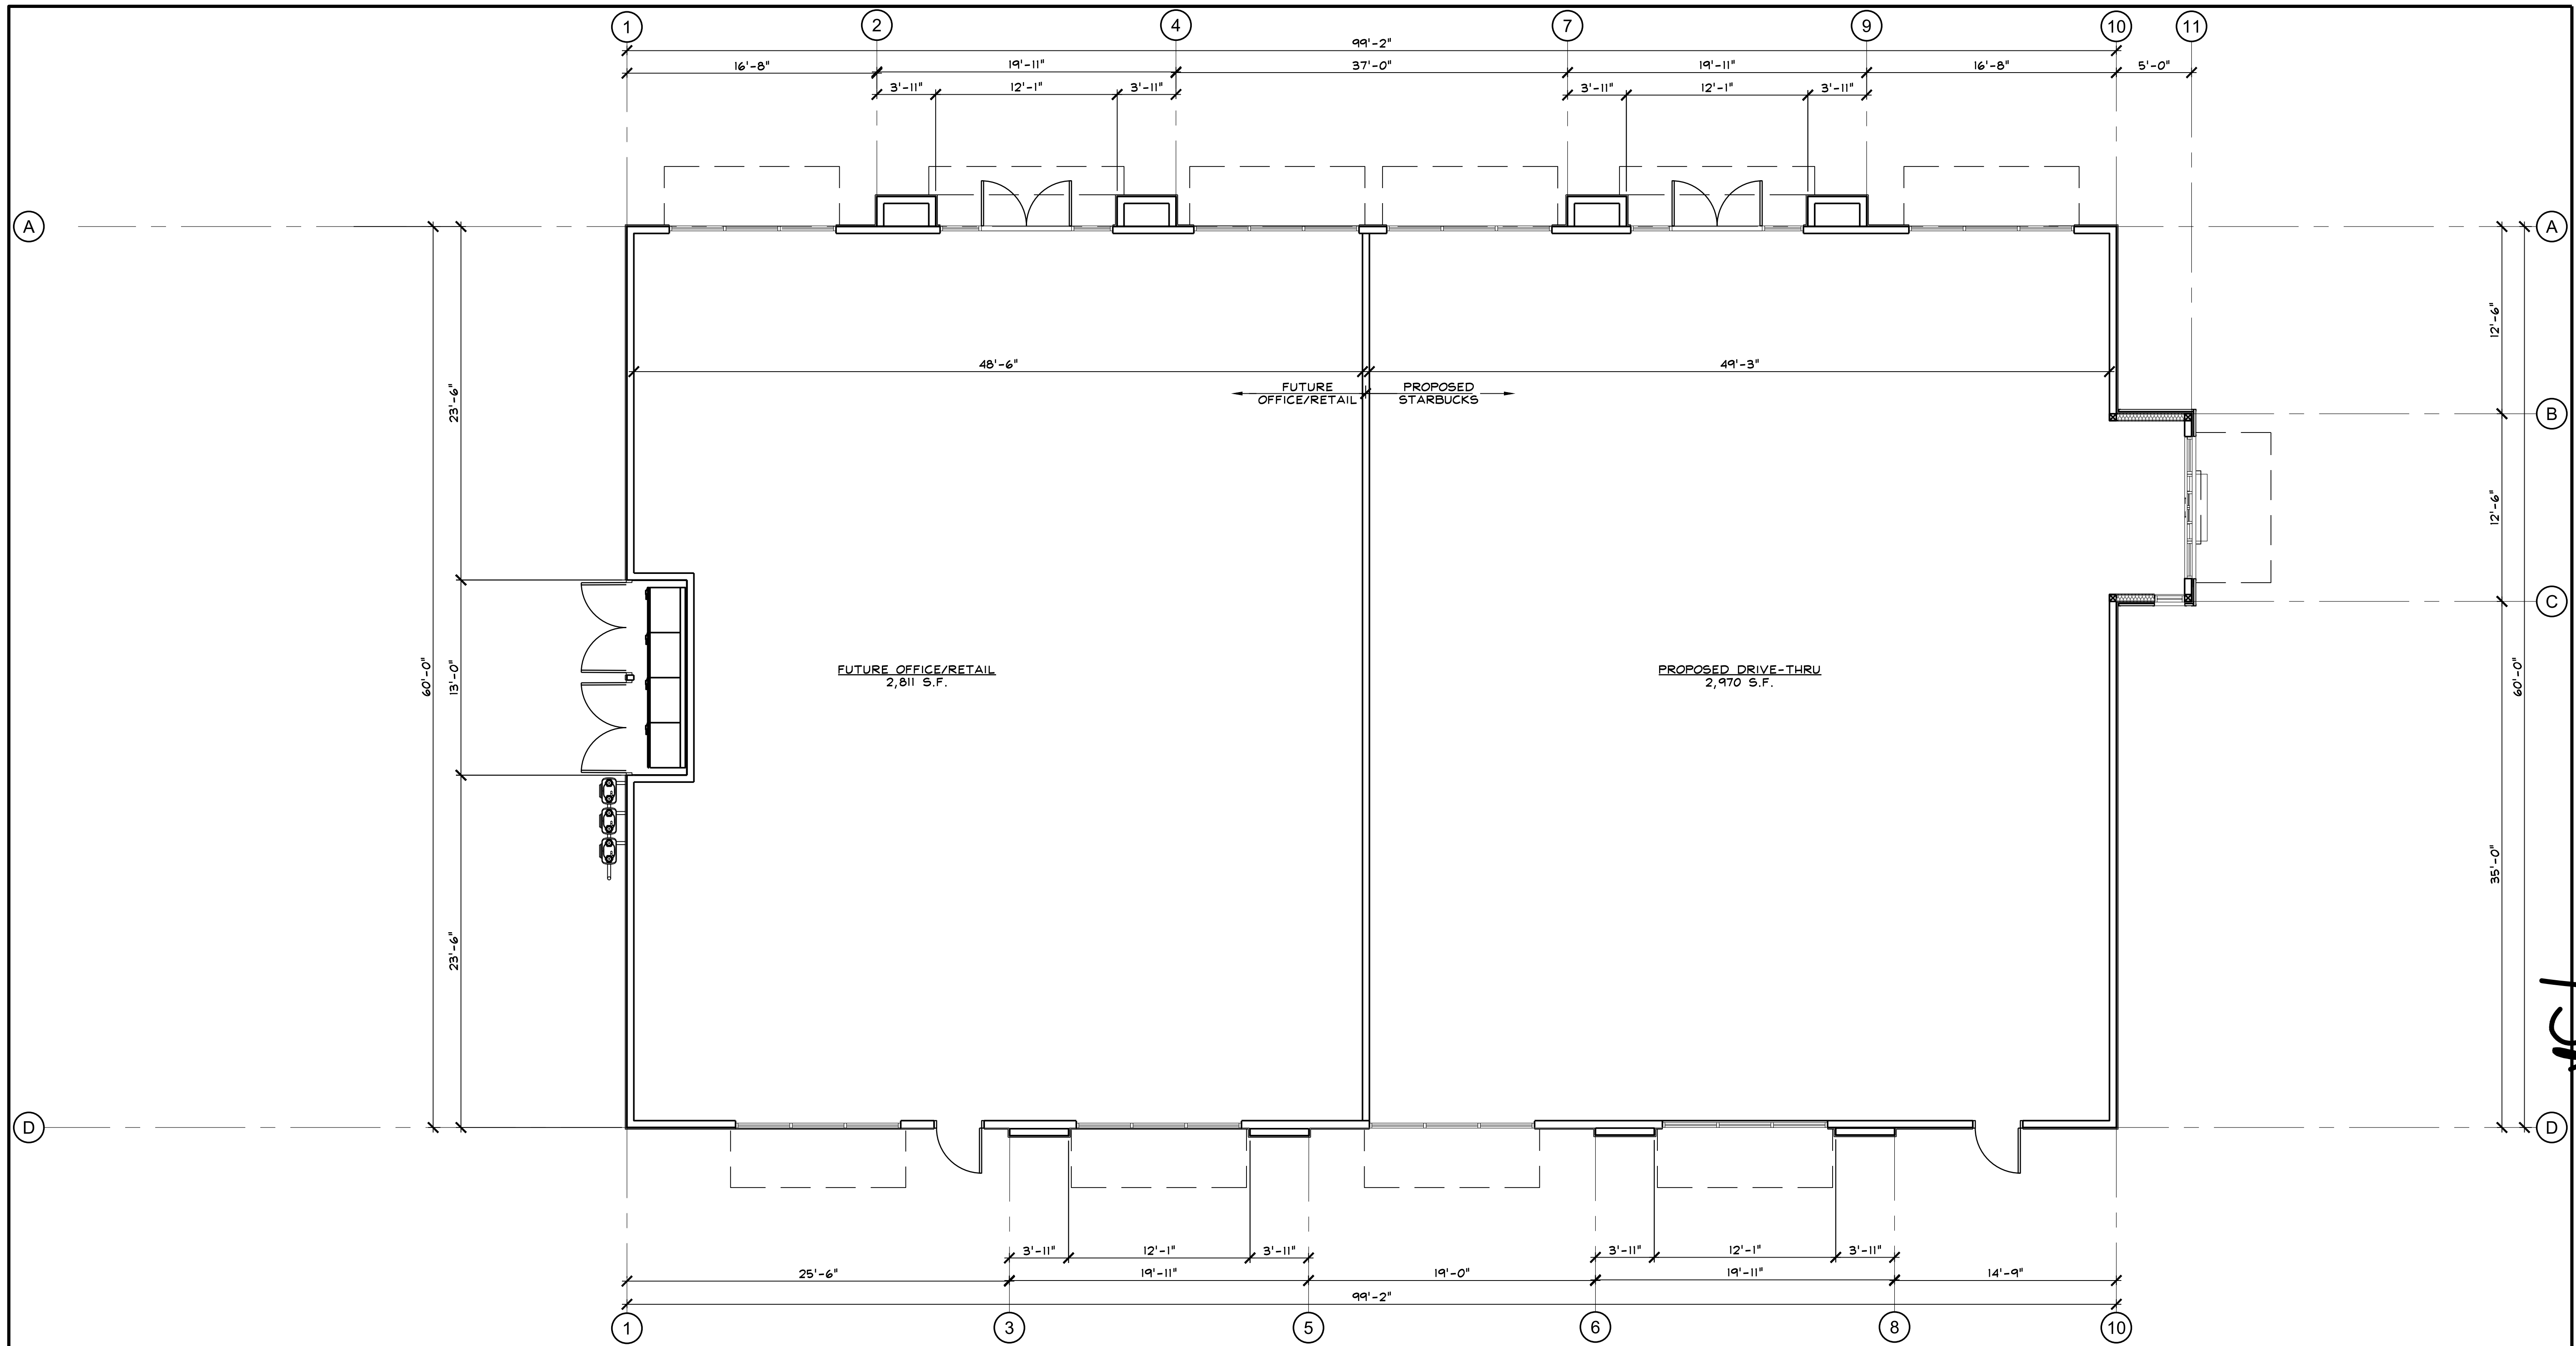 1 2 4 7 9 10 11
99'-2"
16'-8" 19'-11" 37'-0" 19'-11" 16'-8" 5'-0"
3'-11" 12'-1" 3'-11" 3'-11" 12'-1" 3'-11"
A A
12'-6"
48'-6" 49'-3"
FUTURE PROPOSED
OFFICE/RETAIL STARBUCKS
23'-6"
B
12'-6"
C
60'-0" 13'-0" 60'-0"
FUTURE OFFICE/RETAIL
2,811 S.F.
PROPOSED DRIVE-THRU
2,970 S.F.
35'-0"
23'-6"
D D
3'-11" 12'-1" 3'-11" 3'-11" 12'-1" 3'-11"
25'-6" 19'-11" 19'-0" 19'-11" 14'-9"
99'-2"
1 3 5 6 8 10